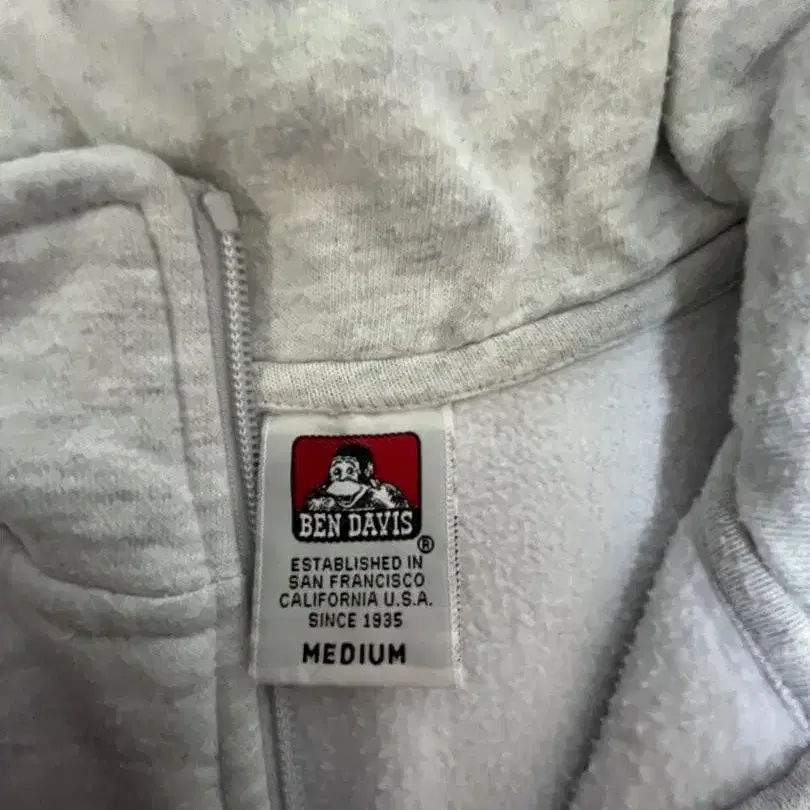 BEN DAVIS
®
ESTABLISHED IN
SAN FRANCISCO
CALIFORNIA U.S.A.
SINCE 1935
MEDIUM